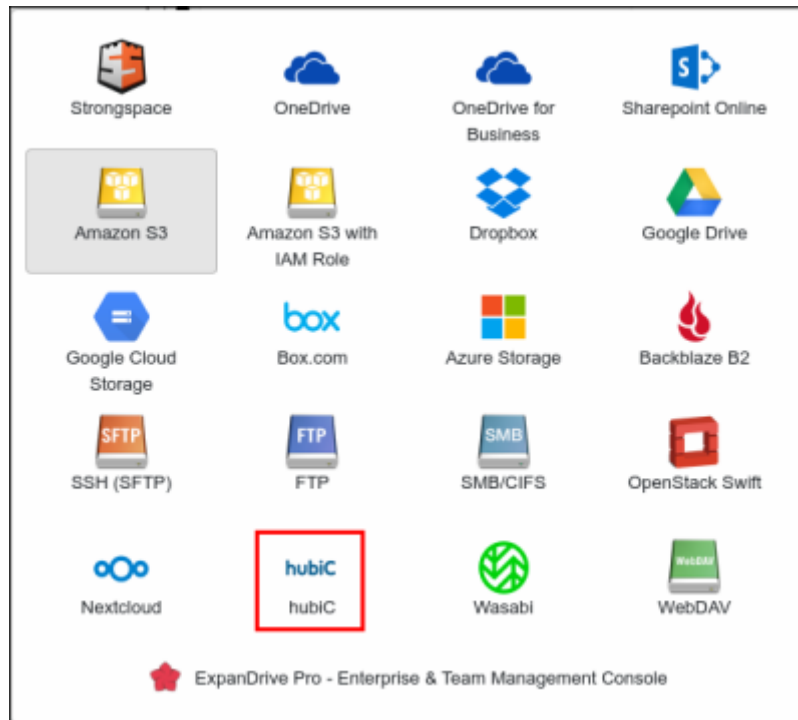 Strongspace
OneDrive
OneDrive for
Business
Sharepoint Online
Amazon S3
Amazon S3 with
IAM Role
Dropbox
Google Drive
Google Cloud
Storage
box
Box.com
Azure Storage
Backblaze B2
SFTP
SSH (SFTP)
FTP
FTP
SMB
SMB/CIFS
OpenStack Swift
Nextcloud
hubiC
hubiC
Wasabi
WebDAV
WebDAV
ExpanDrive Pro - Enterprise & Team Management Console